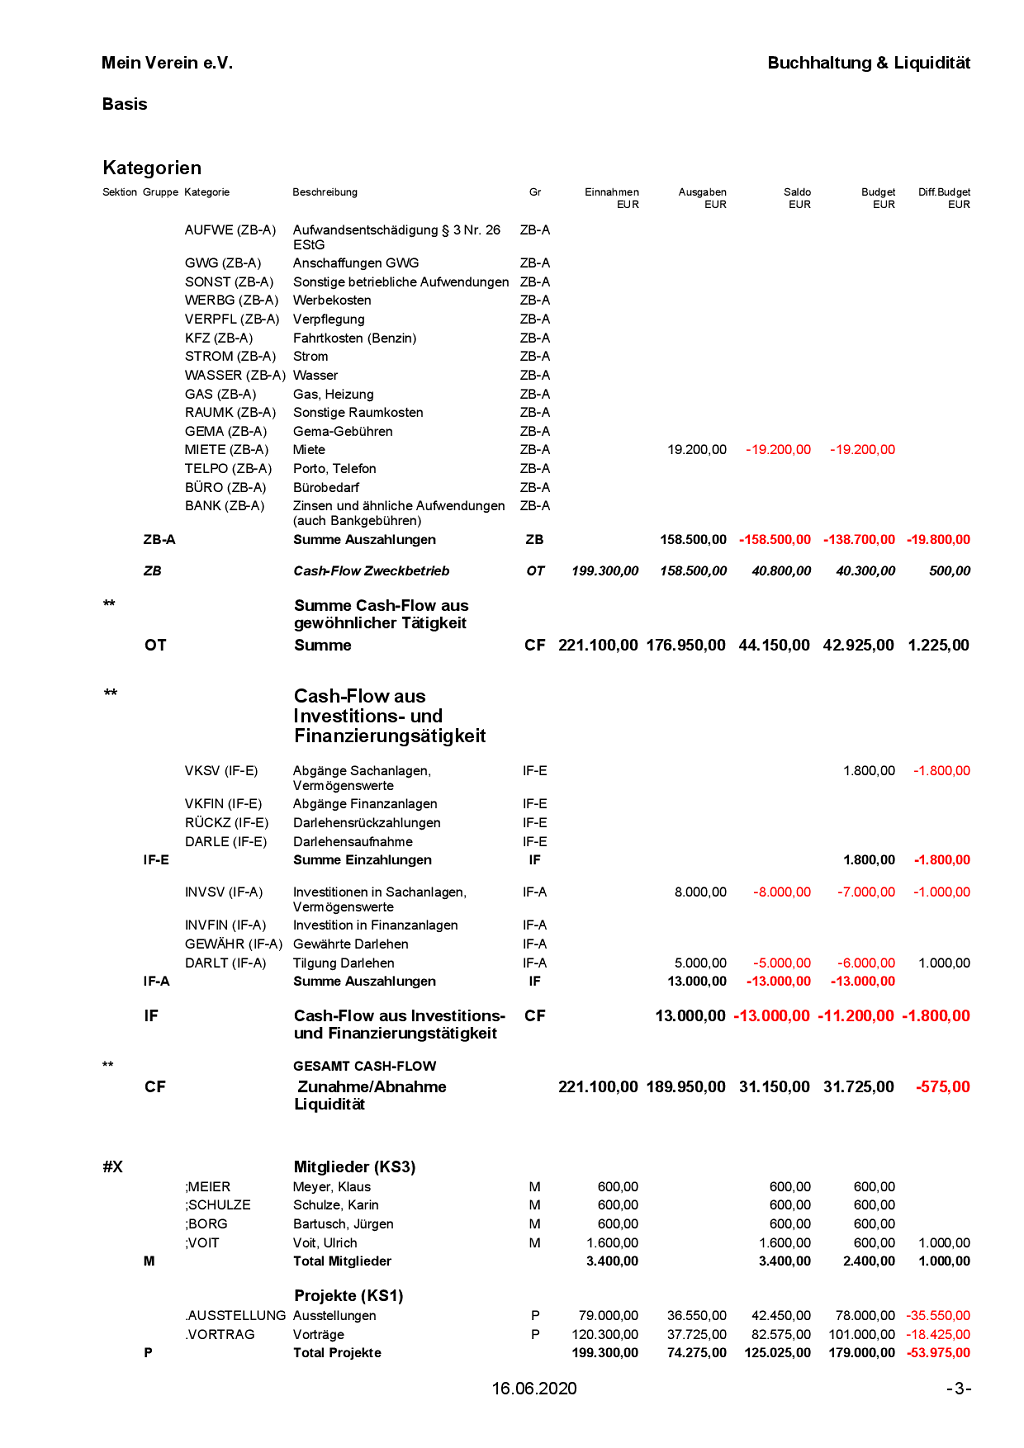 Mein Verein e.V. Buchhaltung & Liquidität
Basis
Kategorien
Sektion Gruppe Kategorie Beschreibung Gr Einnahmen Ausgaben Saldo Budget Diff.Budget
EUR EUR EUR EUR EUR
AUFWE (ZB-A) Aufwandsentschädigung § 3 Nr. 26 ZB-A
EStG
GWG (ZB-A) Anschaffungen GWG ZB-A
SONST (ZB-A) Sonstige betriebliche Aufwendungen ZB-A
WERBG (ZB-A) Werbekosten ZB-A
VERPFL (ZB-A) Verpflegung ZB-A
KFZ (ZB-A) Fahrtkosten (Benzin) ZB-A
STROM (ZB-A) Strom ZB-A
WASSER (ZB-A) Wasser ZB-A
GAS (ZB-A) Gas, Heizung ZB-A
RAUMK (ZB-A) Sonstige Raumkosten ZB-A
GEMA (ZB-A) Gema-Gebühren ZB-A
MIETE (ZB-A) Miete ZB-A 19.200,00 -19.200,00 -19.200,00
TELPO (ZB-A) Porto, Telefon ZB-A
BÜRO (ZB-A) Bürobedarf ZB-A
BANK (ZB-A) Zinsen und ähnliche Aufwendungen ZB-A
(auch Bankgebühren)
ZB-A Summe Auszahlungen ZB 158.500,00 -158.500,00 -138.700,00 -19.800,00
ZB Cash-Flow Zweckbetrieb OT 199.300,00 158.500,00 40.800,00 40.300,00 500,00
** Summe Cash-Flow aus
gewöhnlicher Tätigkeit
OT Summe CF 221.100,00 176.950,00 44.150,00 42.925,00 1.225,00
** Cash-Flow aus
Investitions- und
Finanzierungsätigkeit
VKSV (IF-E) Abgänge Sachanlagen, IF-E 1.800,00 -1.800,00
Vermögenswerte
VKFIN (IF-E) Abgänge Finanzanlagen IF-E
RÜCKZ (IF-E) Darlehensrückzahlungen IF-E
DARLE (IF-E) Darlehensaufnahme IF-E
IF-E Summe Einzahlungen IF 1.800,00 -1.800,00
INVSV (IF-A) Investitionen in Sachanlagen, IF-A 8.000,00 -8.000,00 -7.000,00 -1.000,00
Vermögenswerte
INVFIN (IF-A) Investition in Finanzanlagen IF-A
GEWÄHR (IF-A) Gewährte Darlehen IF-A
DARLT (IF-A) Tilgung Darlehen IF-A 5.000,00 -5.000,00 -6.000,00 1.000,00
IF-A Summe Auszahlungen IF 13.000,00 -13.000,00 -13.000,00
IF Cash-Flow aus Investitions- CF 13.000,00 -13.000,00 -11.200,00 -1.800,00
und Finanzierungstätigkeit
** GESAMT CASH-FLOW
CF Zunahme/Abnahme 221.100,00 189.950,00 31.150,00 31.725,00 -575,00
Liquidität
#X Mitglieder (KS3)
;MEIER Meyer, Klaus M 600,00 600,00 600,00
;SCHULZE Schulze, Karin M 600,00 600,00 600,00
;BORG Bartusch, Jürgen M 600,00 600,00 600,00
;VOIT Voit, Ulrich M 1.600,00 1.600,00 600,00 1.000,00
M Total Mitglieder 3.400,00 3.400,00 2.400,00 1.000,00
Projekte (KS1)
.AUSSTELLUNG Ausstellungen P 79.000,00 36.550,00 42.450,00 78.000,00 -35.550,00
.VORTRAG Vorträge P 120.300,00 37.725,00 82.575,00 101.000,00 -18.425,00
P Total Projekte 199.300,00 74.275,00 125.025,00 179.000,00 -53.975,00
16.06.2020 -3-